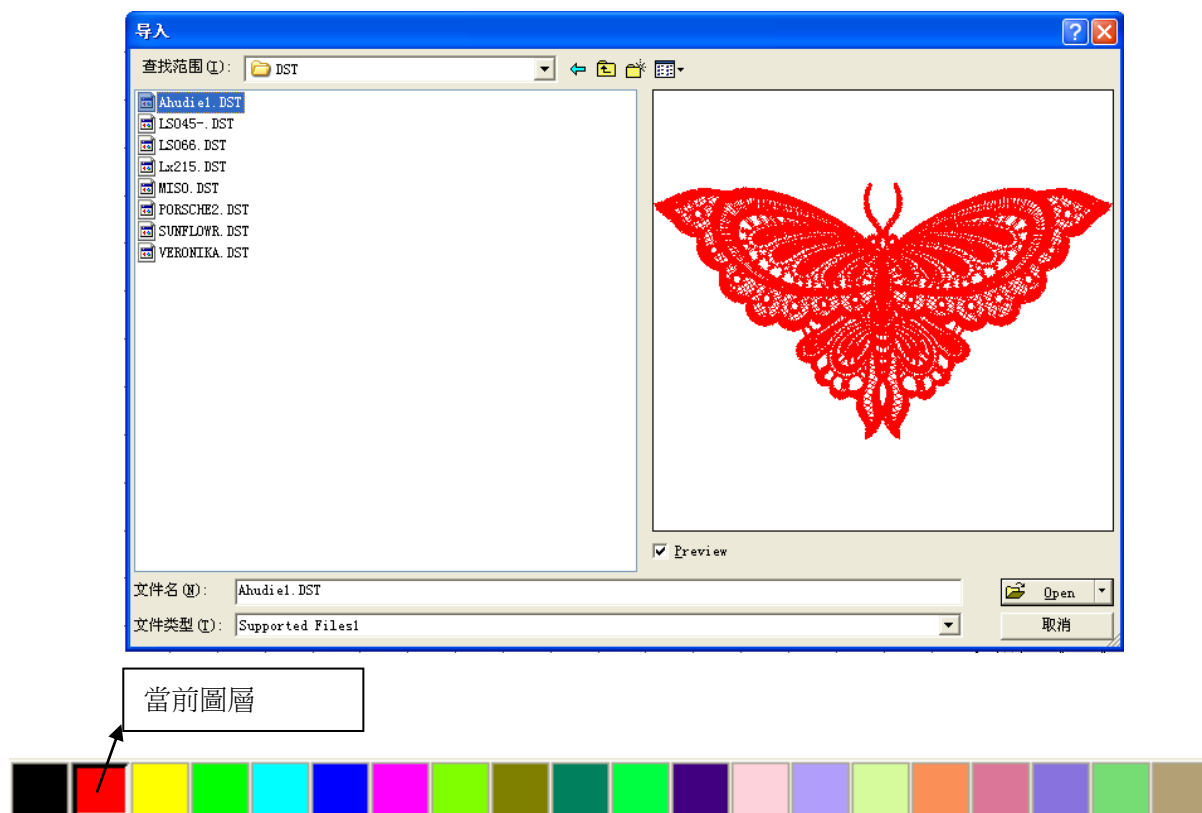 导入
查找范围(I): DST
Ahudie1.DST
LSO45-.DST
LSO66.DST
Lx215.DST
MISO.DST
PORSCHE2.DST
SUNFLOWR.DST
VERONIKA.DST
Preview
文件名(N): Ahudie1.DST
Open
文件类型(T): Supported Files1
取消
當前圖層